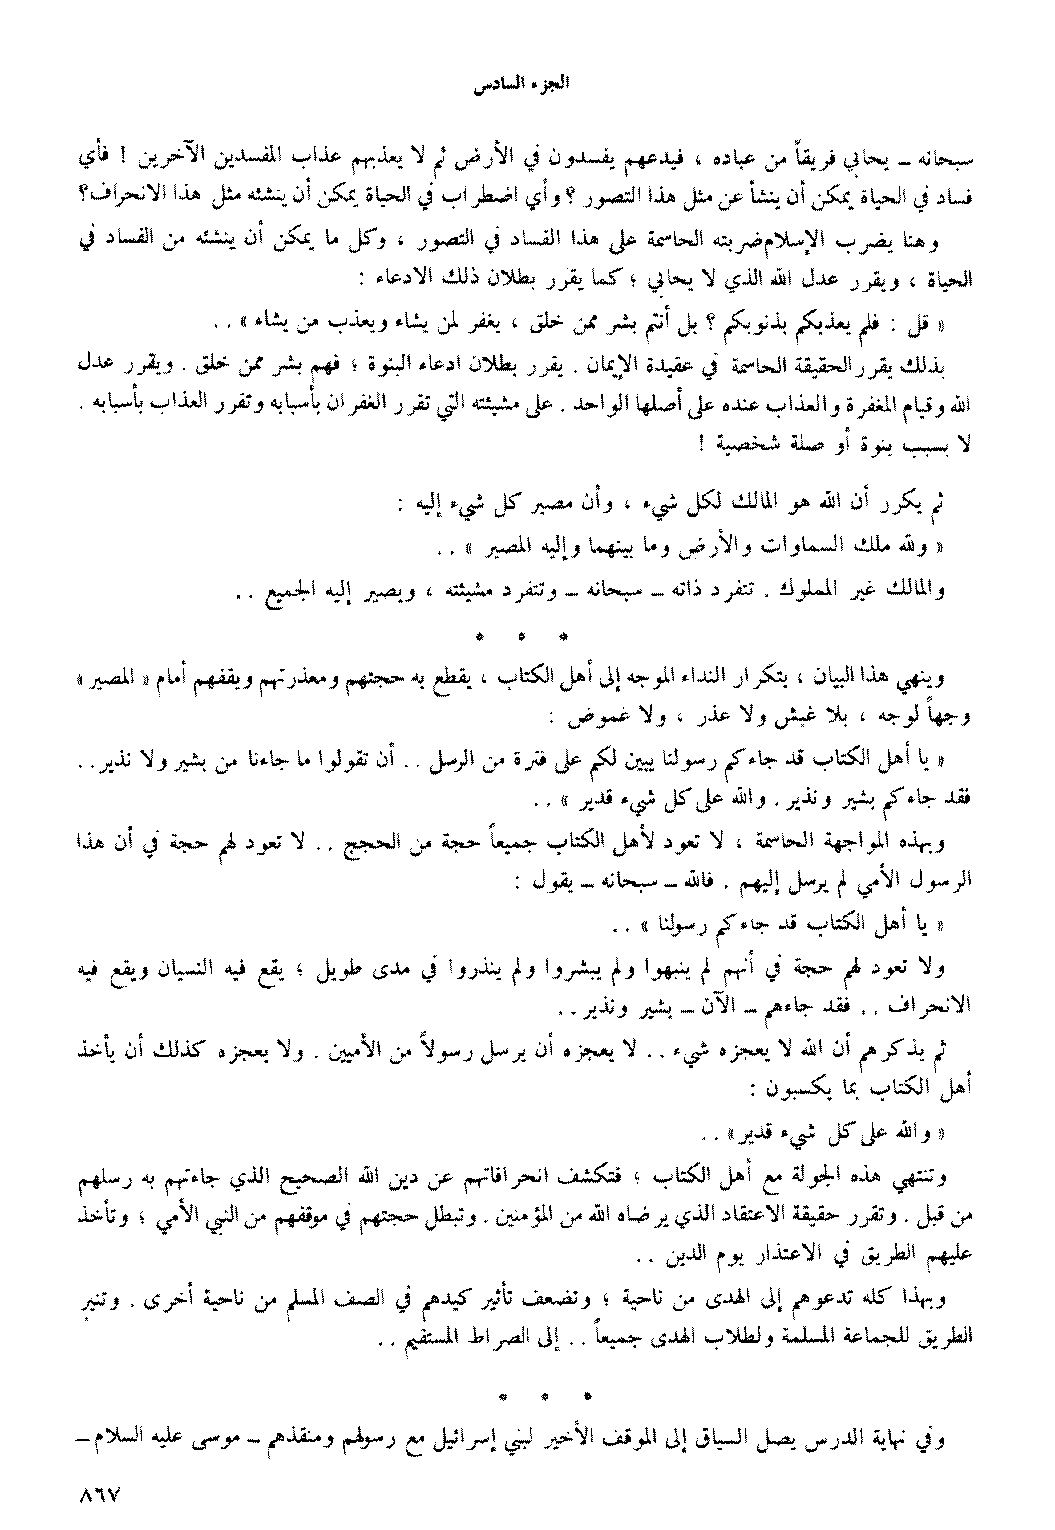 الجزء السادس
سبحانه – يحابي فريقاً من عباده ، فيدعهم يفسدون في الأرض ثم لا يعذبهم عذاب المفسدين الآخرين ! فأي
فساد في الحياة يمكن أن ينشأ عن مثل هذا التصور ؟ وأي اضطراب في الحياة يمكن أن ينشئه مثل هذا الانحراف؟
وهنا يضرب الإسلام ضربته الحاسمة على هذا الفساد في التصور ، وكل ما يمكن أن ينشئه من الفساد في
الحياة ، ويقرر عدل الله الذي لا يحابي ؛ كما يقرر بطلان ذلك الادعاء :
« قل : فلم يعذبكم بذنوبكم ؟ بل أنتم بشر ممن خلق ، يغفر لمن يشاء ويعذب من يشاء » ..
بذلك يقرر الحقيقة الحاسمة في عقيدة الإيمان . يقرر بطلان ادعاء البنوة ؛ فهم بشر ممن خلق . ويقرر عدل
الله وقيام المغفرة والعذاب عنده على أصلها الواحد . على مشيئته التي تقرر الغفران بأسبابه وتقرر العذاب بأسبابه .
لا بسبب بنوة أو صلة شخصية !
ثم يكرر أن الله هو المالك لكل شيء ، وأن مصير كل شيء إليه :
« ولله ملك السماوات والأرض وما بينهما وإليه المصير » ..
والمالك غير المملوك . تتفرد ذاته – سبحانه – وتتفرد مشيئته ، ويصير إليه الجميع ..
* * *
وينهي هذا البيان ، بتكرار النداء الموجه إلى أهل الكتاب ، يقطع به حجتهم ومعذرتهم ويقفهم أمام « المصير »
وجهاً لوجه ، بلا غبش ولا عذر ، ولا غموض :
« يا أهل الكتاب قد جاءكم رسولنا يبين لكم على فترة من الرسل .. أن تقولوا ما جاءنا من بشير ولا نذير ..
فقد جاءكم بشير ونذير . والله على كل شيء قدير » ..
وبهذه المواجهة الحاسمة ، لا تعود لأهل الكتاب جميعاً حجة من الحجج .. لا تعود لهم حجة في أن هذا
الرسول الأمي لم يرسل إليهم . فالله – سبحانه – يقول :
« يا أهل الكتاب قد جاءكم رسولنا » ..
ولا تعود لهم حجة في أنهم لم ينبهوا ولم يبشروا ولم ينذروا في مدى طويل ؛ يقع فيه النسيان ويقع فيه
الانحراف .. فقد جاءهم – الآن – بشير ونذير ..
ثم يذكرهم أن الله لا يعجزه شيء .. لا يعجزه أن يرسل رسولاً من الأميين . ولا يعجزه كذلك أن يأخذ
أهل الكتاب بما يكسبون :
« والله على كل شيء قدير» ..
وتنتهي هذه الجولة مع أهل الكتاب ؛ فتكشف انحرافاتهم عن دين الله الصحيح الذي جاءتهم به رسلهم
من قبل . وتقرر حقيقة الاعتقاد الذي يرضاه الله من المؤمنين . وتبطل حجتهم في موقفهم من النبي الأمي ؛ وتأخذ
عليهم الطريق في الاعتذار يوم الدين ..
وبهذا كله تدعوهم إلى الهدى من ناحية ؛ وتضعف تأثير كيدهم في الصف المسلم من ناحية أخرى . وتنير
الطريق للجماعة المسلمة ولطلاب الهدى جميعاً .. إلى الصراط المستقيم ..
* * *
وفي نهاية الدرس يصل السياق إلى الموقف الأخير لبني إسرائيل مع رسولهم ومنقذهم – موسى عليه السلام –
٨٦٧